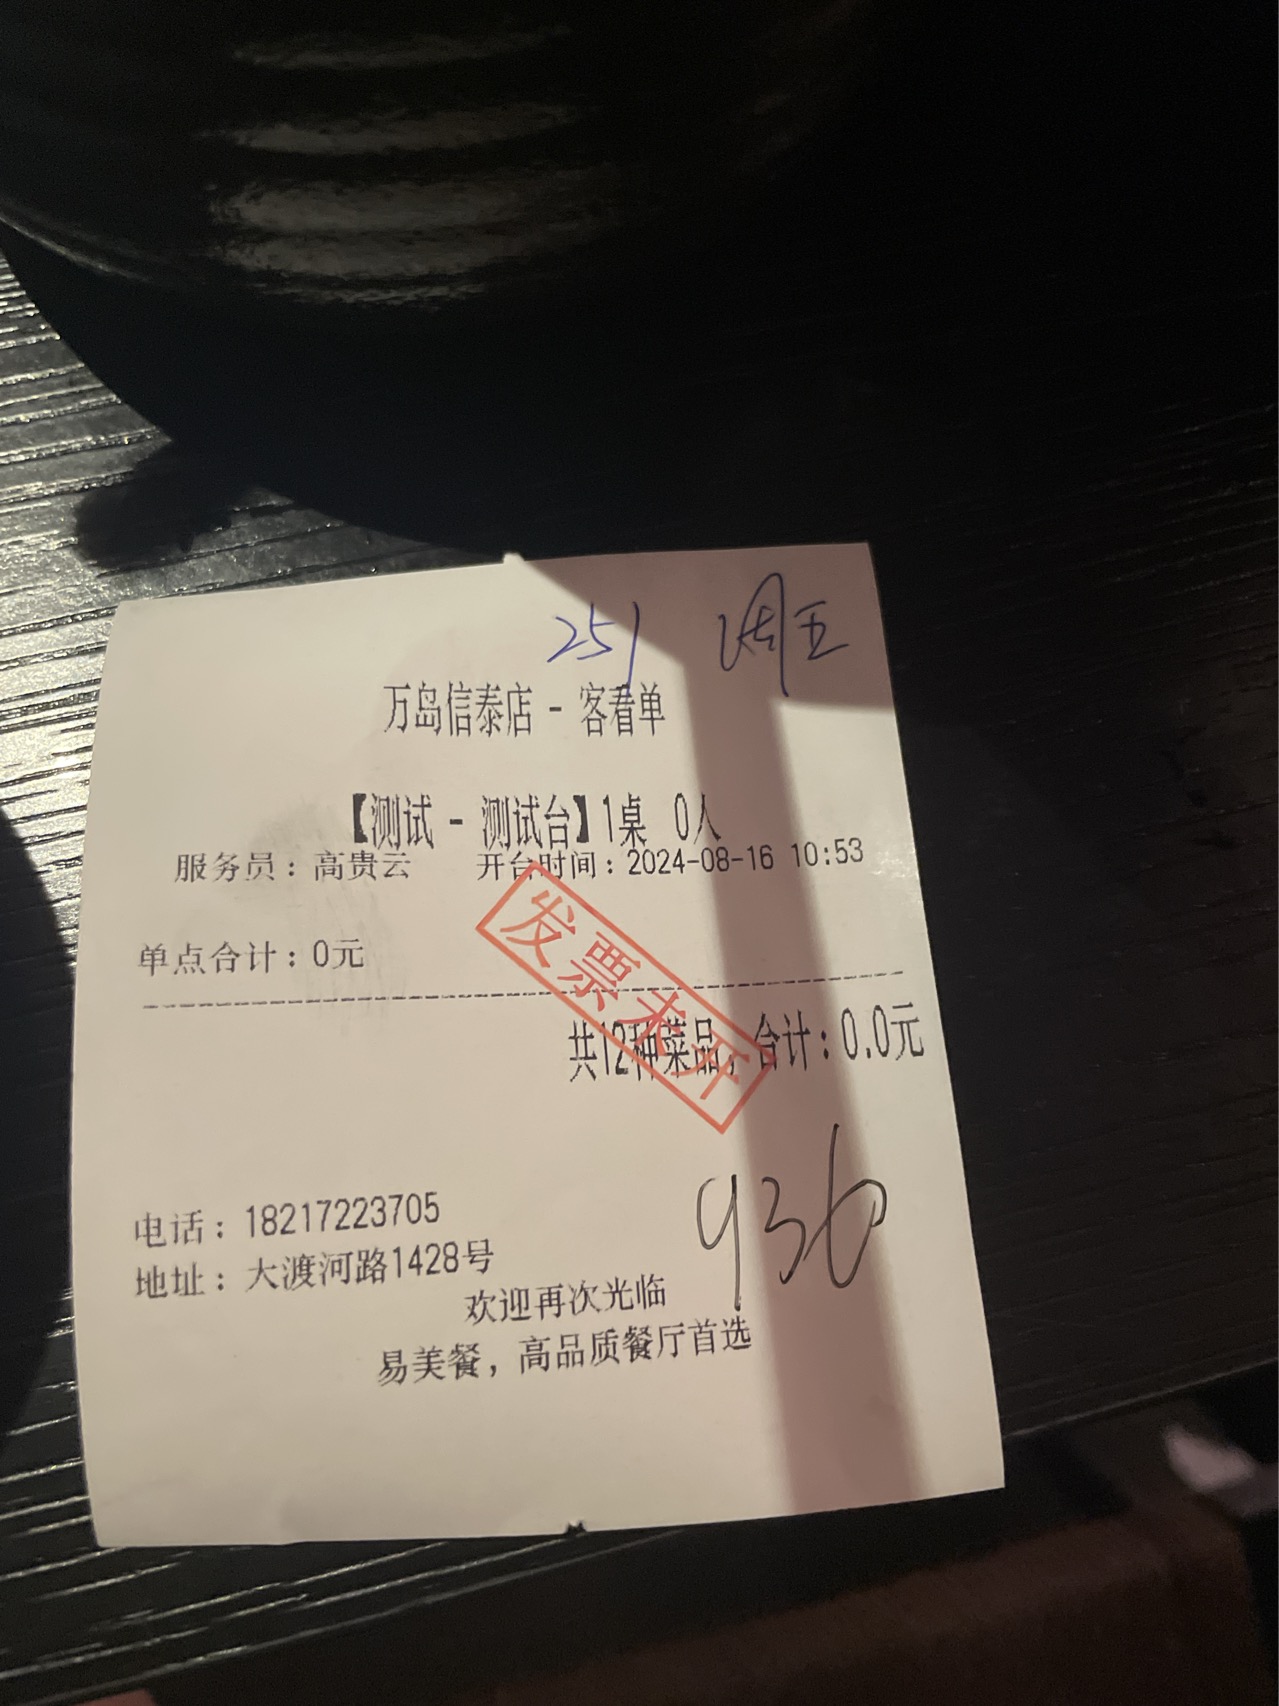 251 周五
万岛信泰店 - 客看单
【测试 - 测试台】1桌 0人
服务员：高贵云 开台时间：2024-08-16 10:53
发票未开
单点合计：0元
共12种菜品，合计：0.0元
936
电话：18217223705
地址：大渡河路1428号
欢迎再次光临
易美餐，高品质餐厅首选